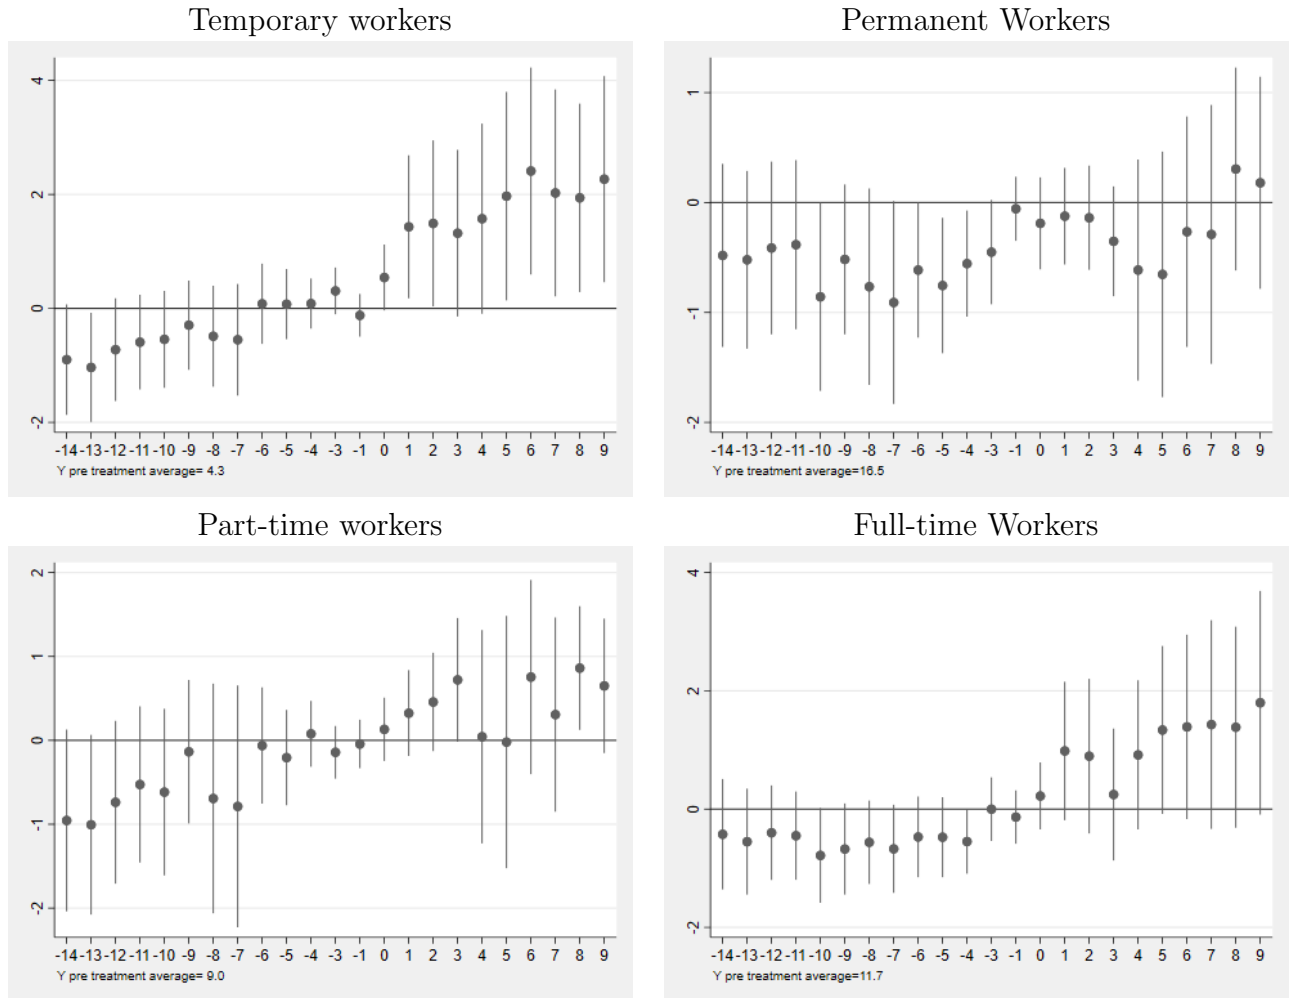 Temporary workers
Permanent Workers
4
2
0
-2
-14 -13 -12 -11 -10 -9 -8 -7 -6 -5 -4 -3 -1 0 1 2 3 4 5 6 7 8 9
Y pre treatment average= 4.3
1
0
-1
-2
-14 -13 -12 -11 -10 -9 -8 -7 -6 -5 -4 -3 -1 0 1 2 3 4 5 6 7 8 9
Y pre treatment average=16.5
Part-time workers
Full-time Workers
2
1
0
-1
-2
-14 -13 -12 -11 -10 -9 -8 -7 -6 -5 -4 -3 -1 0 1 2 3 4 5 6 7 8 9
Y pre treatment average= 9.0
4
2
0
-2
-14 -13 -12 -11 -10 -9 -8 -7 -6 -5 -4 -3 -1 0 1 2 3 4 5 6 7 8 9
Y pre treatment average=11.7